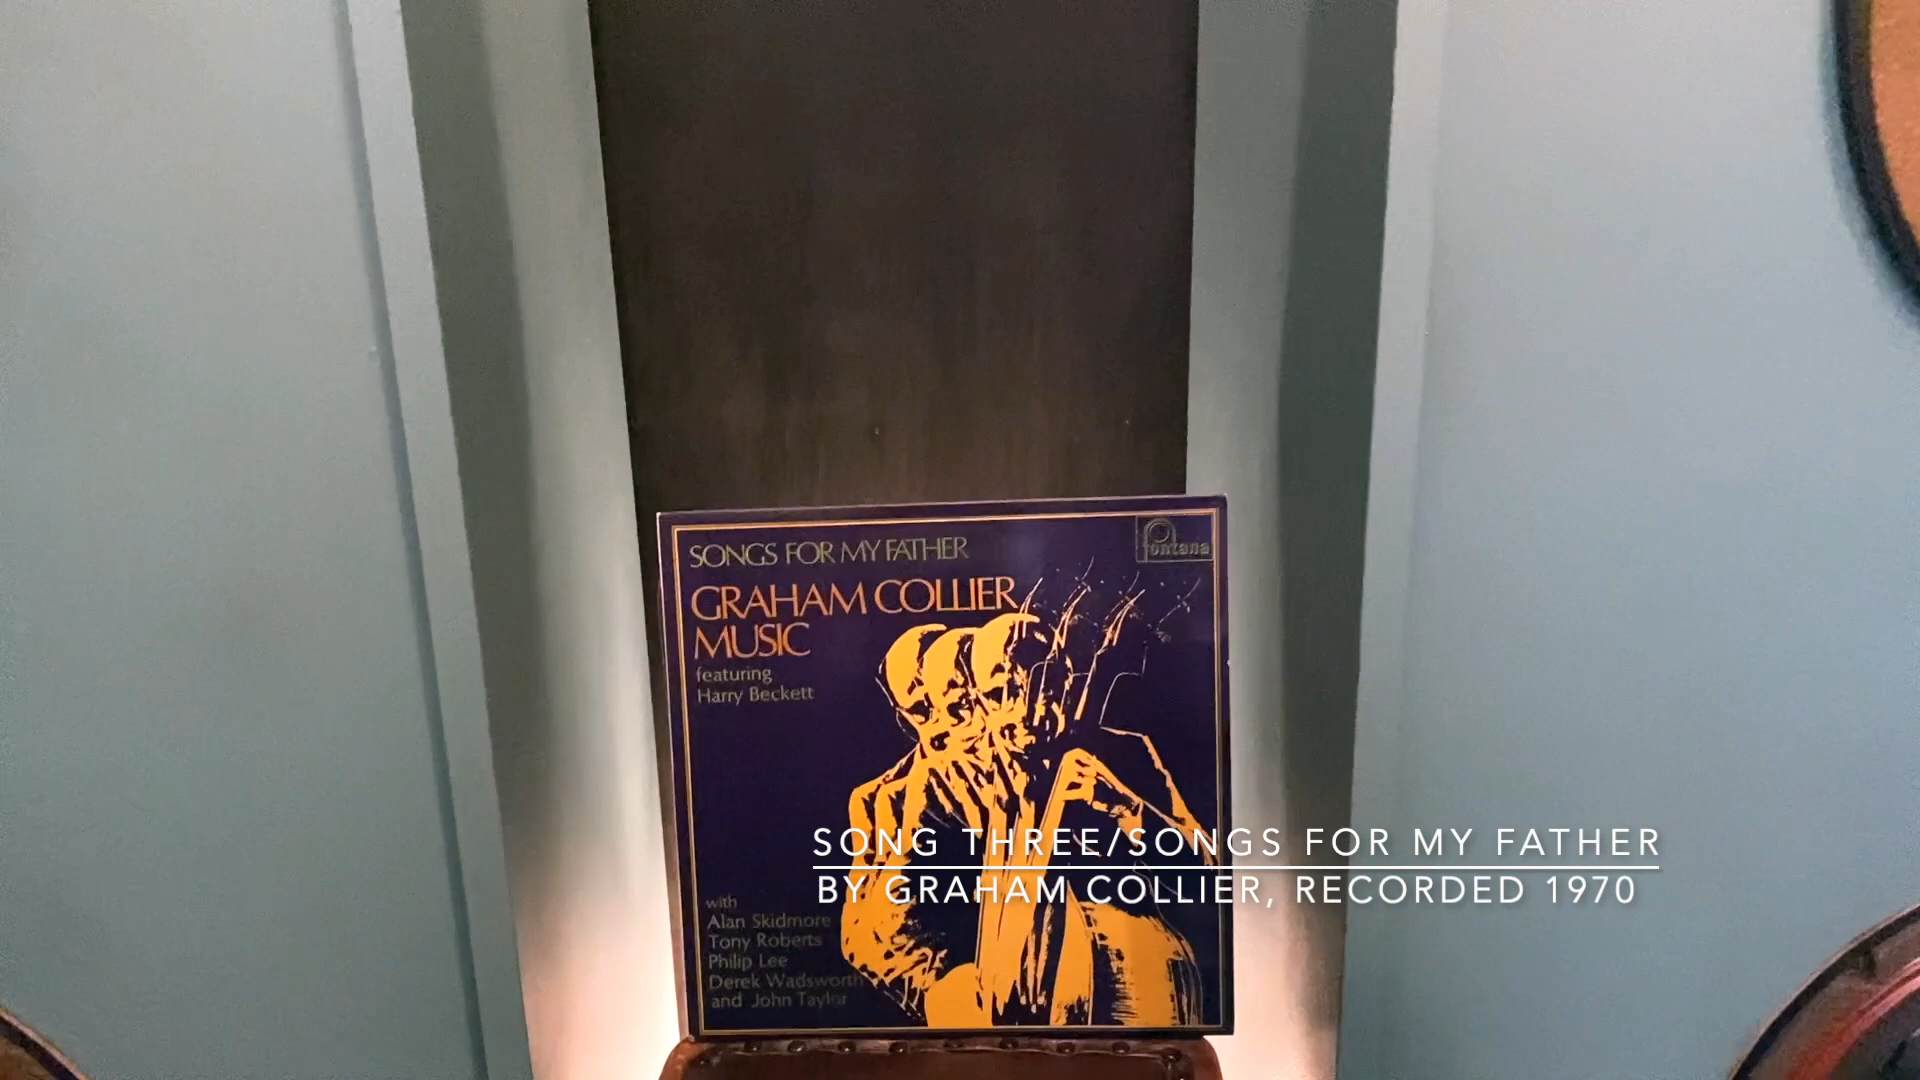 SONGS FOR MY FATHER
fontana
GRAHAM COLLIER
MUSIC
featuring
Harry Beckett
SONG THREE/SONGS FOR MY FATHER
BY GRAHAM COLLIER, RECORDED 1970
with
Alan Skidmore
Tony Roberts
Philip Lee
Derek Wadsworth
and John Taylor